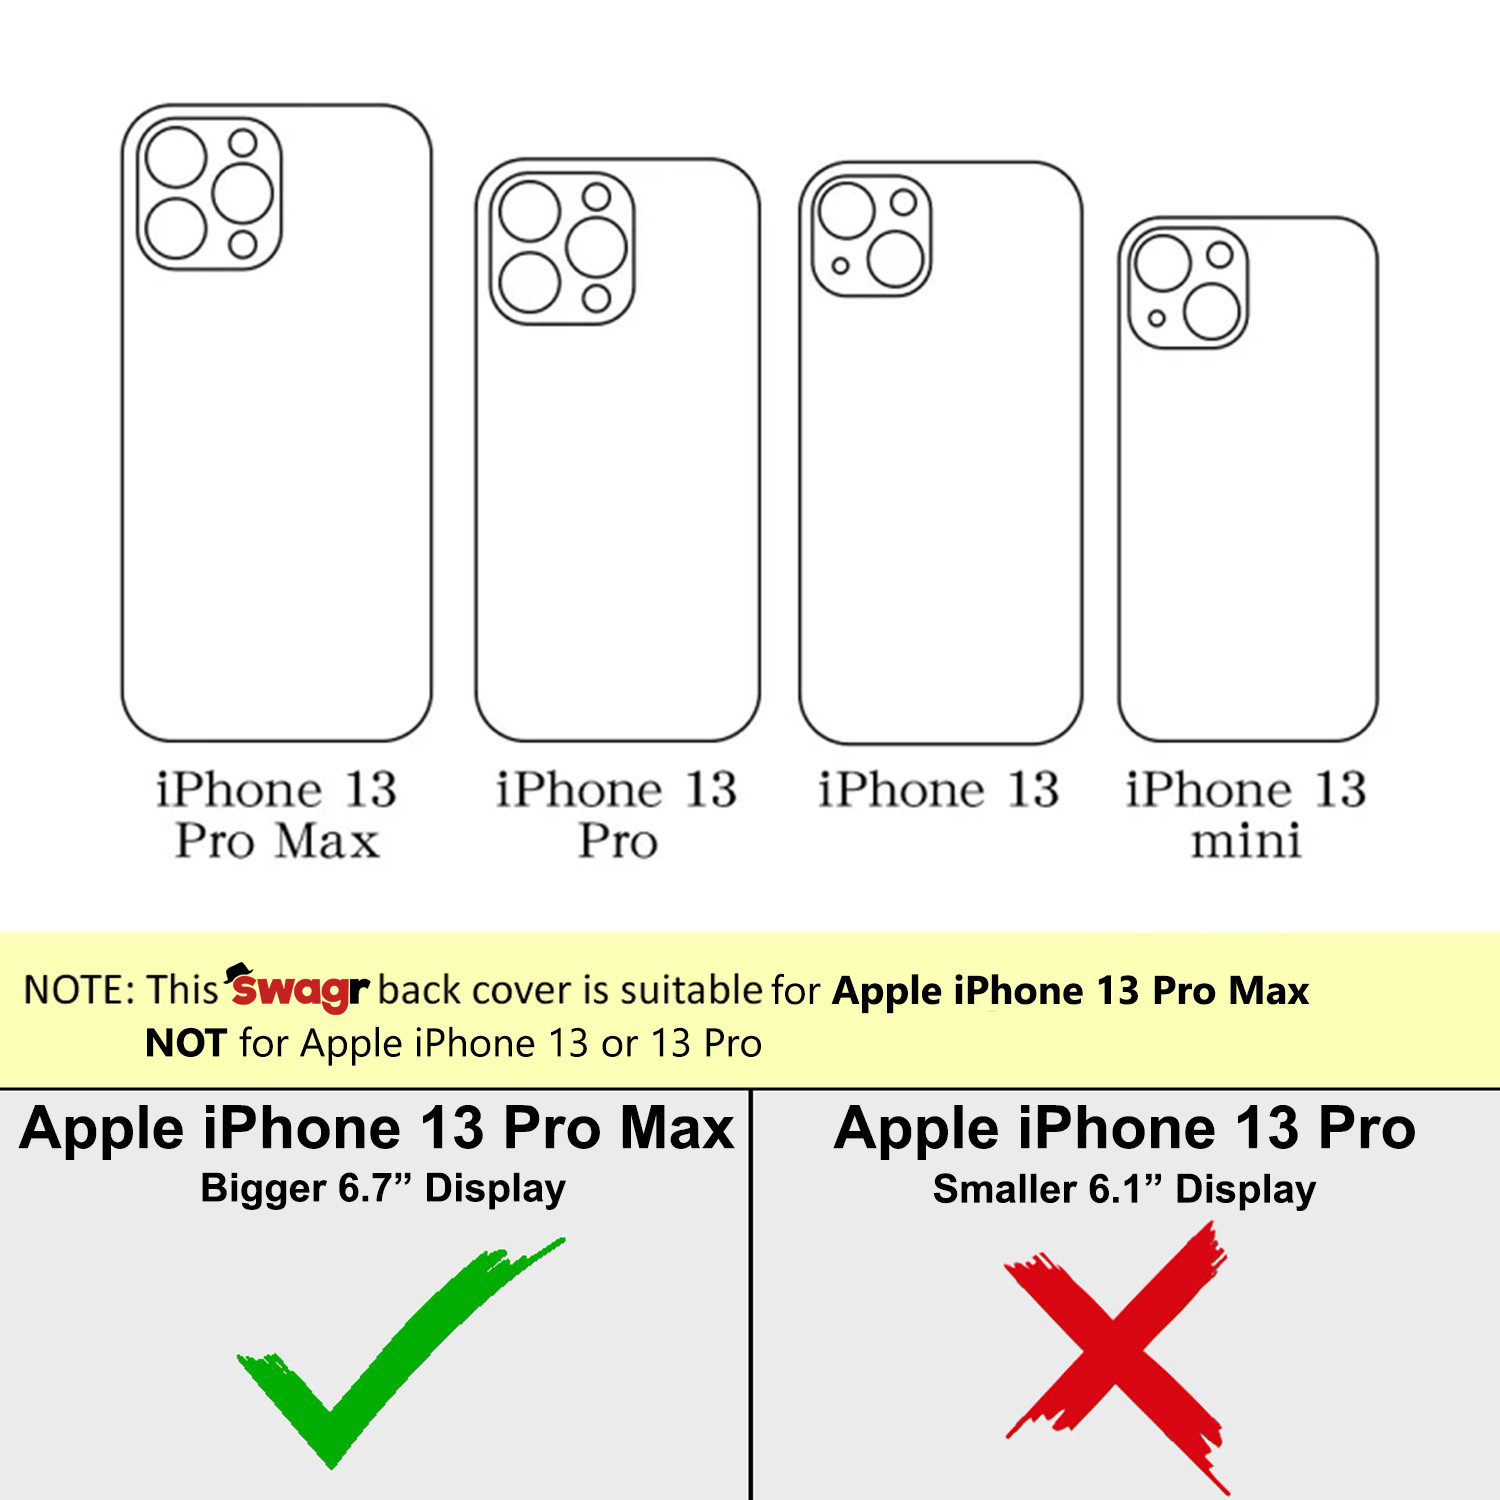 iPhone 13
Pro Max
iPhone 13
Pro
iPhone 13
iPhone 13
mini
NOTE: This swagr back cover is suitable for Apple iPhone 13 Pro Max
NOT for Apple iPhone 13 or 13 Pro
Apple iPhone 13 Pro Max
Bigger 6.7” Display
Apple iPhone 13 Pro
Smaller 6.1” Display